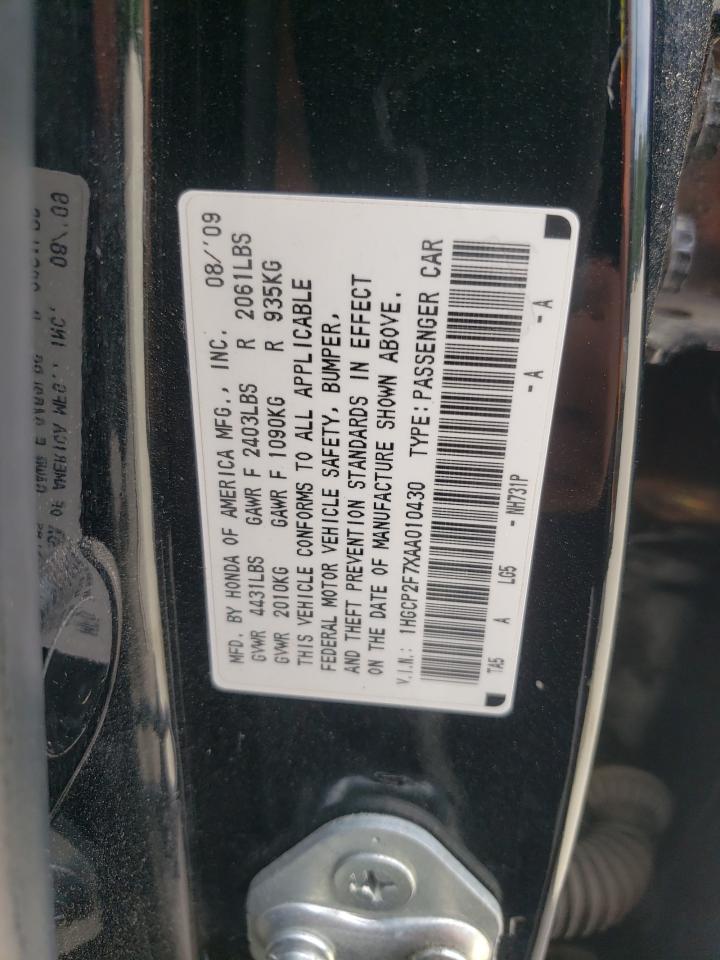 MFD. BY HONDA OF AMERICA MFG., INC. 08/'09
GVWR 4431LBS GAWR F 2403LBS R 2061LBS
GVWR 2010KG GAWR F 1090KG R 935KG
THIS VEHICLE CONFORMS TO ALL APPLICABLE
FEDERAL MOTOR VEHICLE SAFETY, BUMPER,
AND THEFT PREVENTION STANDARDS IN EFFECT
ON THE DATE OF MANUFACTURE SHOWN ABOVE.
V.I.N.: 1HGCP2F7XAA010430 TYPE: PASSENGER CAR
TA5 A LG5 - NH731P - A - A